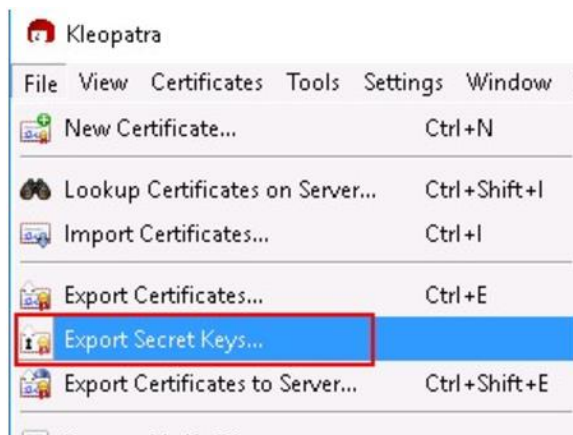 Kleopatra
File View Certificates Tools Settings Window
New Certificate... Ctrl+N
Lookup Certificates on Server... Ctrl+Shift+I
Import Certificates... Ctrl+I
Export Certificates... Ctrl+E
Export Secret Keys...
Export Certificates to Server... Ctrl+Shift+E